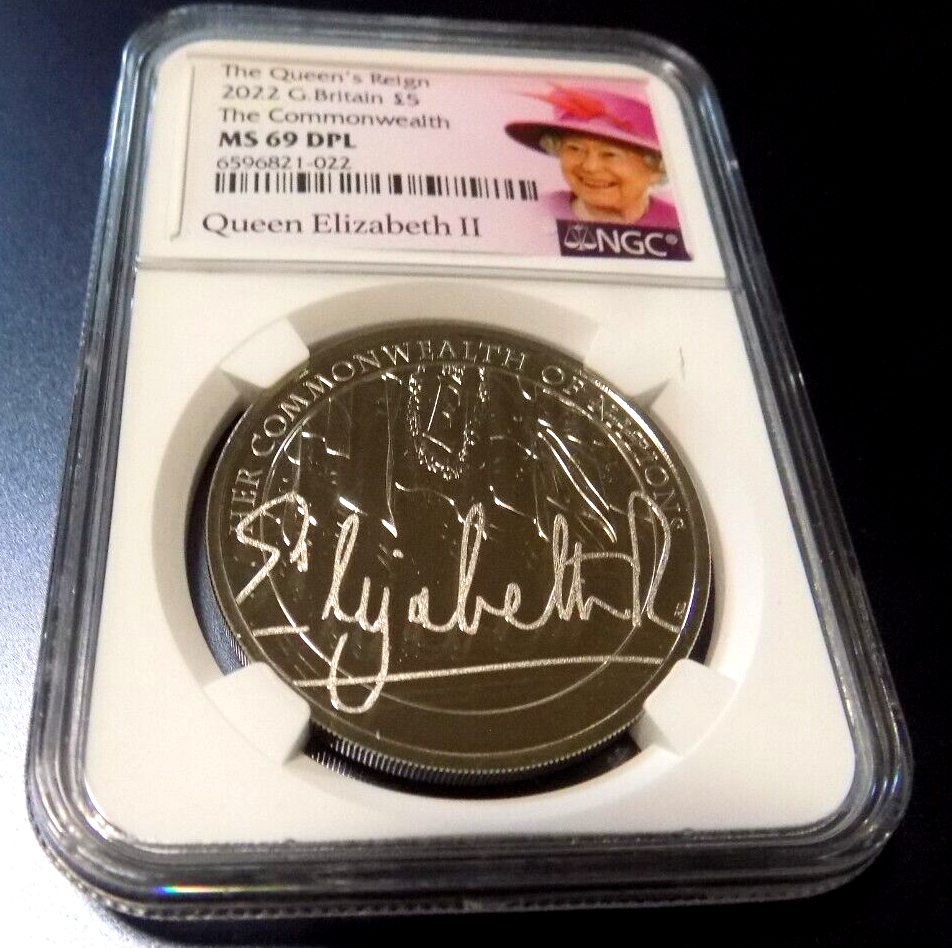 The Queen's Reign
2022 G.Britain £5
The Commonwealth
MS 69 DPL
6596821-022
Queen Elizabeth II
NGC®
HER COMMONWEALTH OF NATIONS
Elizabeth R